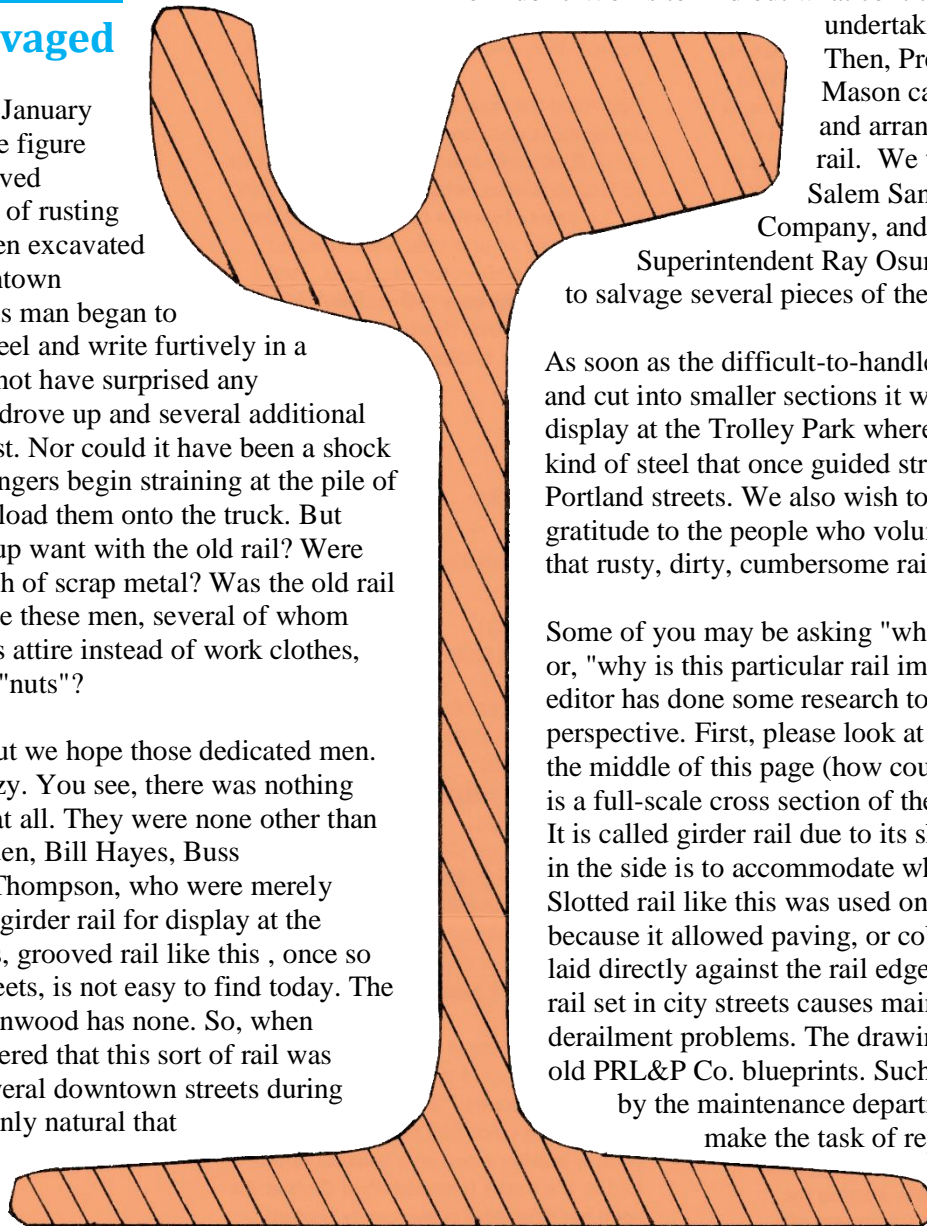 vaged
January
e figure
ved
of rusting
en excavated
ntown
s man began to
eel and write furtively in a
not have surprised any
drove up and several additional
st. Nor could it have been a shock
ngers begin straining at the pile of
load them onto the truck. But
up want with the old rail? Were
h of scrap metal? Was the old rail
e these men, several of whom
s attire instead of work clothes,
"nuts"?
ut we hope those dedicated men.
zy. You see, there was nothing
at all. They were none other than
en, Bill Hayes, Buss
Thompson, who were merely
girder rail for display at the
s, grooved rail like this , once so
eets, is not easy to find today. The
nwood has none. So, when
ered that this sort of rail was
veral downtown streets during
nly natural that
undertak
Then, Pre
Mason ca
and arran
rail.  We
Salem San
Company, and
Superintendent Ray Osur
to salvage several pieces of the
As soon as the difficult-to-handle
and cut into smaller sections it w
display at the Trolley Park where
kind of steel that once guided str
Portland streets. We also wish to
gratitude to the people who volu
that rusty, dirty, cumbersome rai
Some of you may be asking "wh
or, "why is this particular rail im
editor has done some research to
perspective. First, please look at
the middle of this page (how cou
is a full-scale cross section of the
It is called girder rail due to its s
in the side is to accommodate wh
Slotted rail like this was used on
because it allowed paving, or co
laid directly against the rail edge
rail set in city streets causes main
derailment problems. The drawin
old PRL&P Co. blueprints. Such
by the maintenance depart
make the task of re